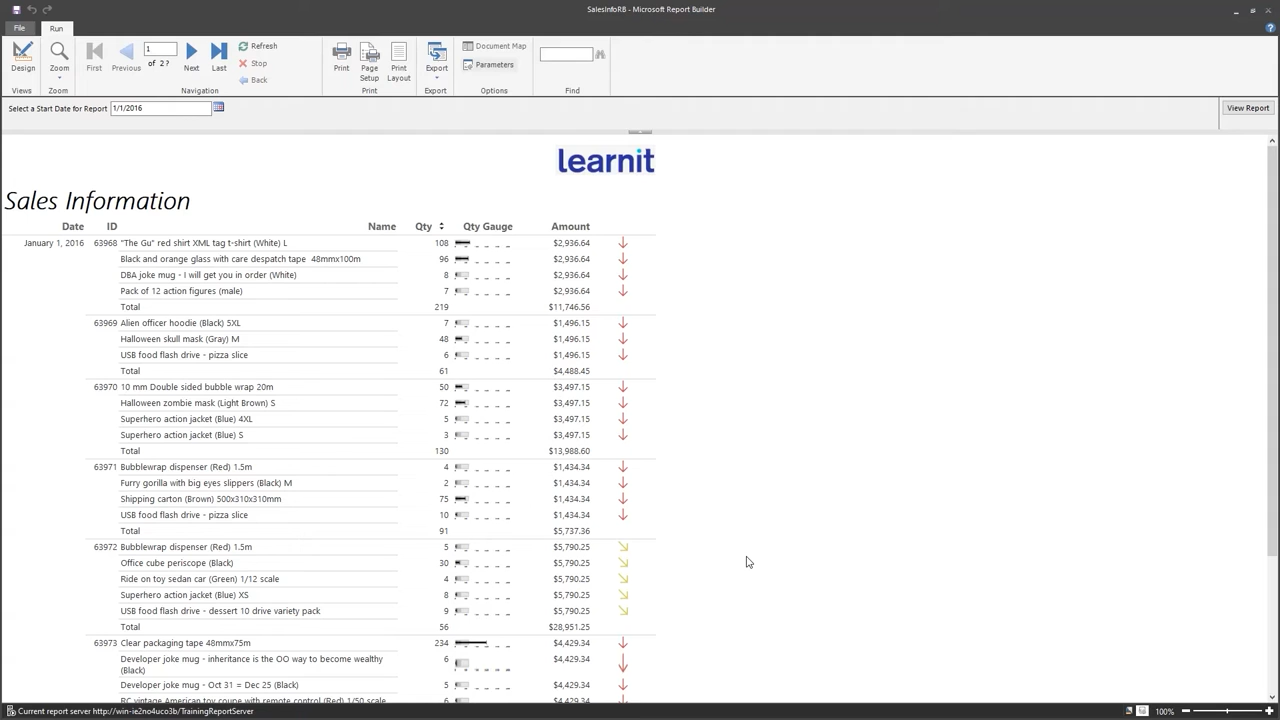 SalesInfoRB - Microsoft Report Builder
File Run
Design Zoom First Previous 1 of 2 ? Next Last Refresh Stop Back Print Page Setup Print Layout Export Document Map Parameters
Views Zoom Navigation Print Export Options Find
Select a Start Date for Report 1/1/2016 View Report
learnit
Sales Information
Date ID Name Qty Qty Gauge Amount
January 1, 2016 63968 "The Gu" red shirt XML tag t-shirt (White) L 108 $2,936.64
Black and orange glass with care despatch tape 48mmx100m 96 $2,936.64
DBA joke mug - I will get you in order (White) 8 $2,936.64
Pack of 12 action figures (male) 7 $2,936.64
Total 219 $11,746.56
63969 Alien officer hoodie (Black) 5XL 7 $1,496.15
Halloween skull mask (Gray) M 48 $1,496.15
USB food flash drive - pizza slice 6 $1,496.15
Total 61 $4,488.45
63970 10 mm Double sided bubble wrap 20m 50 $3,497.15
Halloween zombie mask (Light Brown) S 72 $3,497.15
Superhero action jacket (Blue) 4XL 5 $3,497.15
Superhero action jacket (Blue) S 3 $3,497.15
Total 130 $13,988.60
63971 Bubblewrap dispenser (Red) 1.5m 4 $1,434.34
Furry gorilla with big eyes slippers (Black) M 2 $1,434.34
Shipping carton (Brown) 500x310x310mm 75 $1,434.34
USB food flash drive - pizza slice 10 $1,434.34
Total 91 $5,737.36
63972 Bubblewrap dispenser (Red) 1.5m 5 $5,790.25
Office cube periscope (Black) 30 $5,790.25
Ride on toy sedan car (Green) 1/12 scale 4 $5,790.25
Superhero action jacket (Blue) XS 8 $5,790.25
USB food flash drive - dessert 10 drive variety pack 9 $5,790.25
Total 56 $28,951.25
63973 Clear packaging tape 48mmx75m 234 $4,429.34
Developer joke mug - inheritance is the OO way to become wealthy (Black) 6 $4,429.34
Developer joke mug - Oct 31 = Dec 25 (Black) 5 $4,429.34
RC vintage American toy coupe with remote control (Red) 1/50 scale 6 $4,429.34
Current report server http://win-ie2no4uco3b/TrainingReportServer 100%